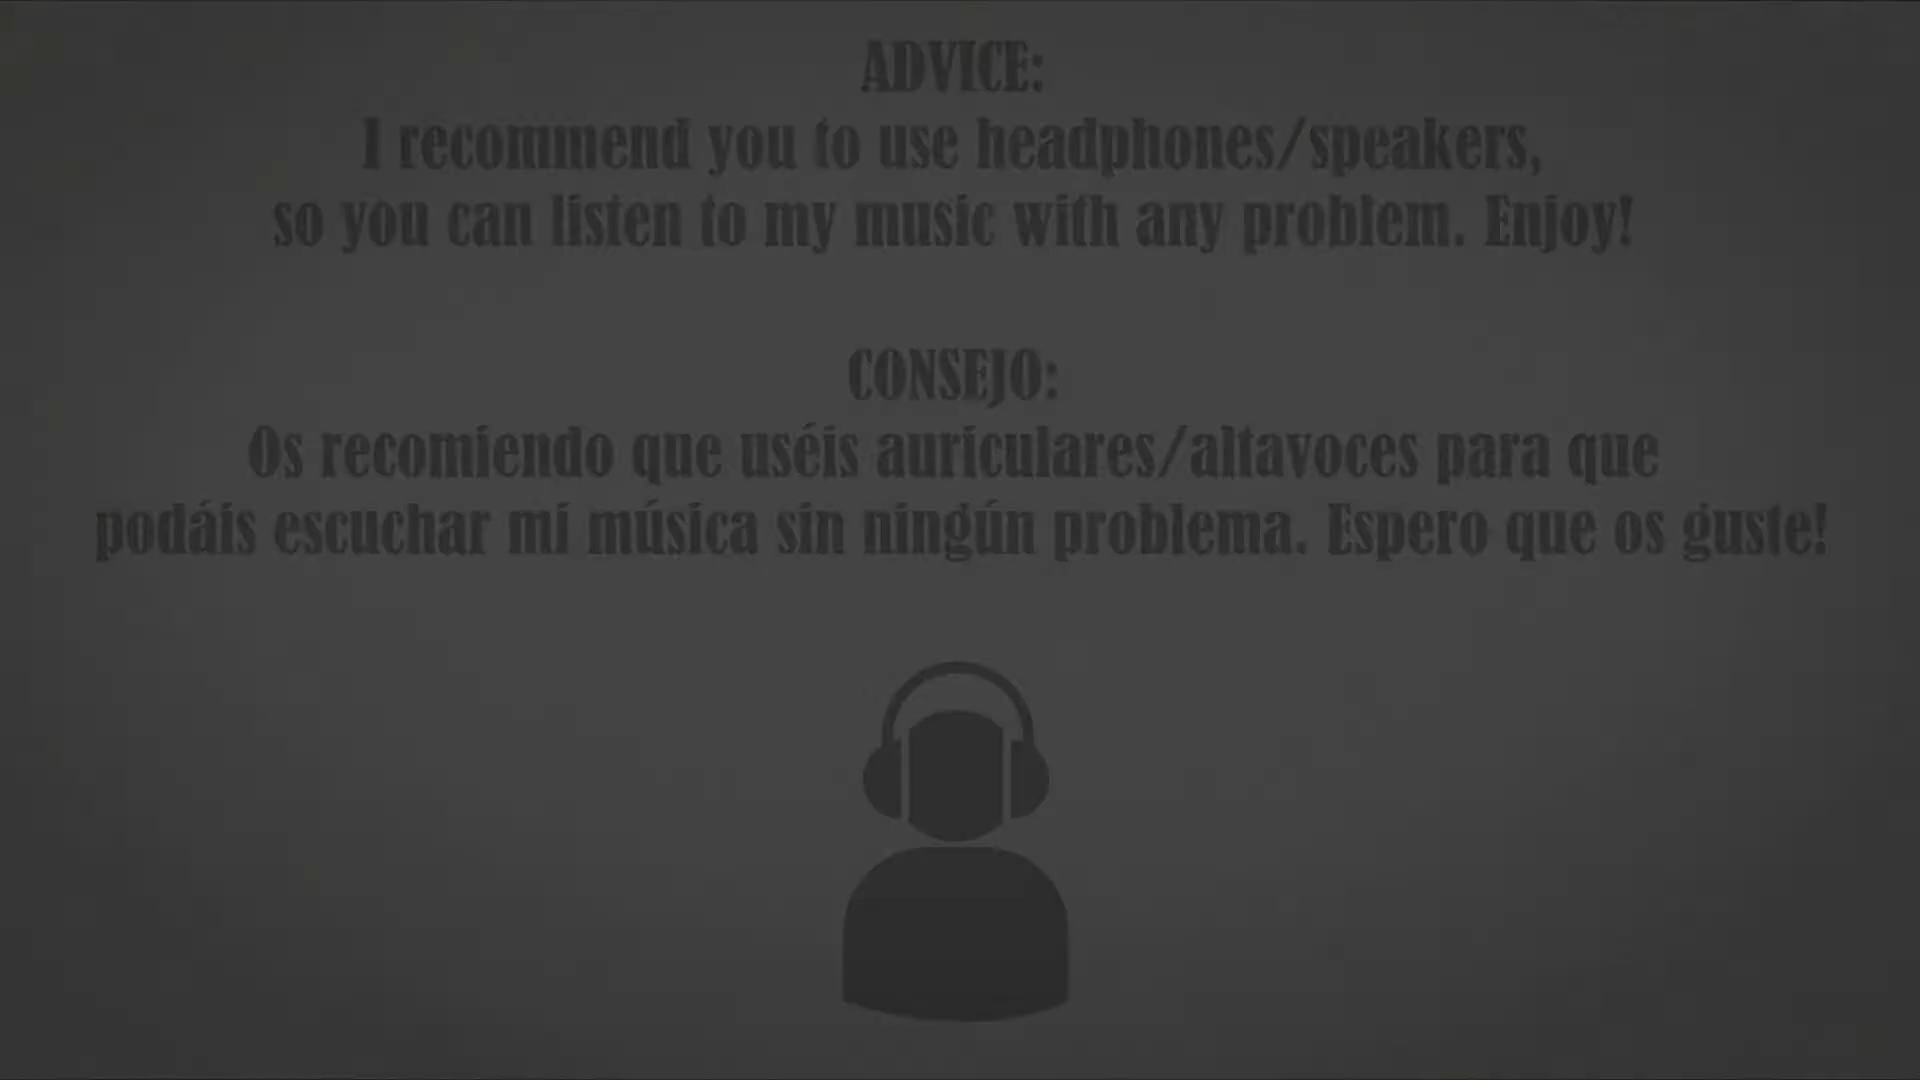 ADVICE:
I recommend you to use headphones/speakers,
so you can listen to my music with any problem. Enjoy!
CONSEJO:
Os recomiendo que uséis auriculares/altavoces para que
podáis escuchar mi música sin ningún problema. Espero que os guste!